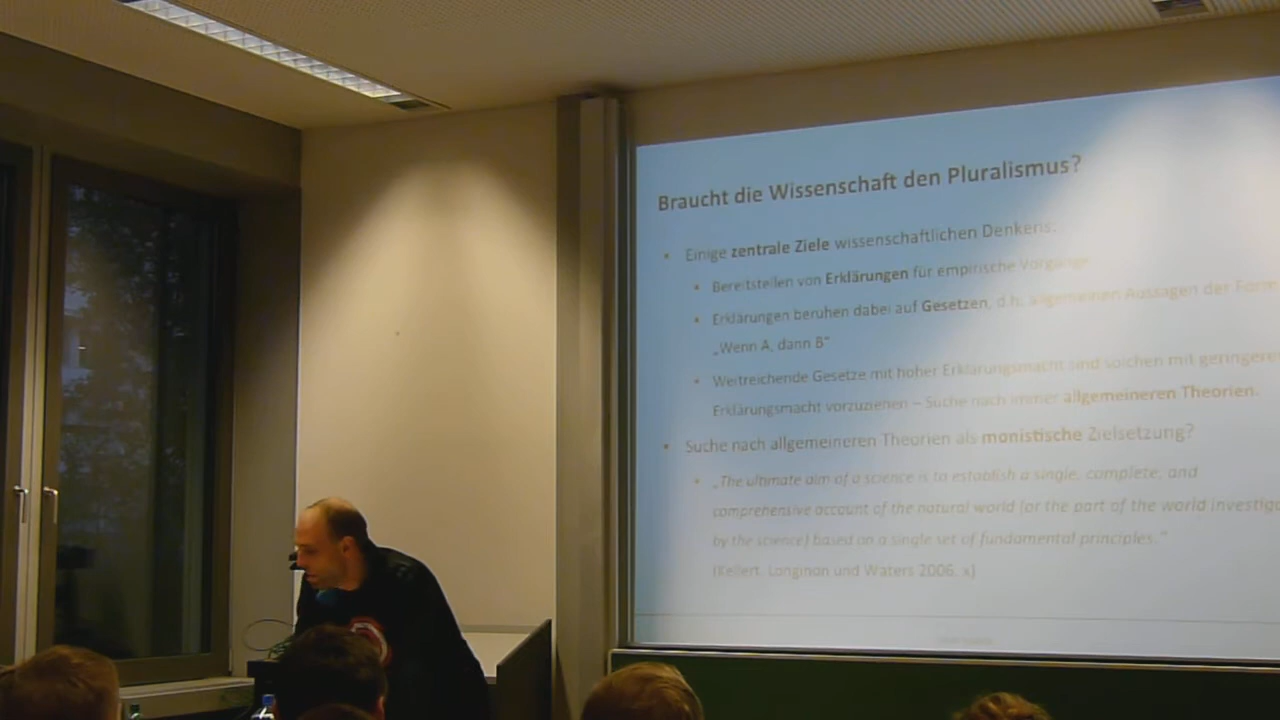 Braucht die Wissenschaft den Pluralismus?
Einige zentrale Ziele wissenschaftlichen Denkens:
Bereitstellen von Erklärungen für empirische Vorgänge
Erklärungen beruhen dabei auf Gesetzen, d.h. allgemeinen Aussagen der Form
„Wenn A, dann B"
Weitreichende Gesetze mit hoher Erklärungsmacht sind solchen mit geringerer
Erklärungsmacht vorzuziehen – Suche nach immer allgemeineren Theorien.
Suche nach allgemeineren Theorien als monistische Zielsetzung?
„The ultimate aim of a science is to establish a single, complete, and
comprehensive account of the natural world (or the part of the world investig
by the science) based on a single set of fundamental principles."
(Kellert, Longinon und Waters 2006, x)